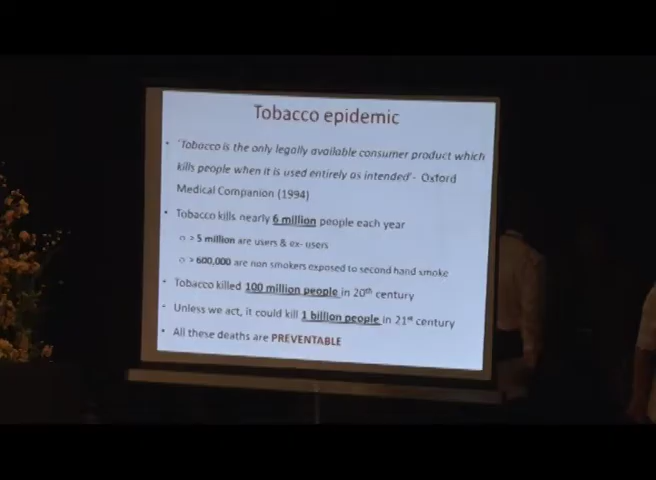 Tobacco epidemic
• 'Tobacco is the only legally available consumer product which
kills people when it is used entirely as intended' - Oxford
Medical Companion (1994)
• Tobacco kills nearly 6 million people each year
o > 5 million are users & ex- users
o > 600,000 are non smokers exposed to second hand smoke
• Tobacco killed 100 million people in 20th century
• Unless we act, it could kill 1 billion people in 21st century
• All these deaths are PREVENTABLE